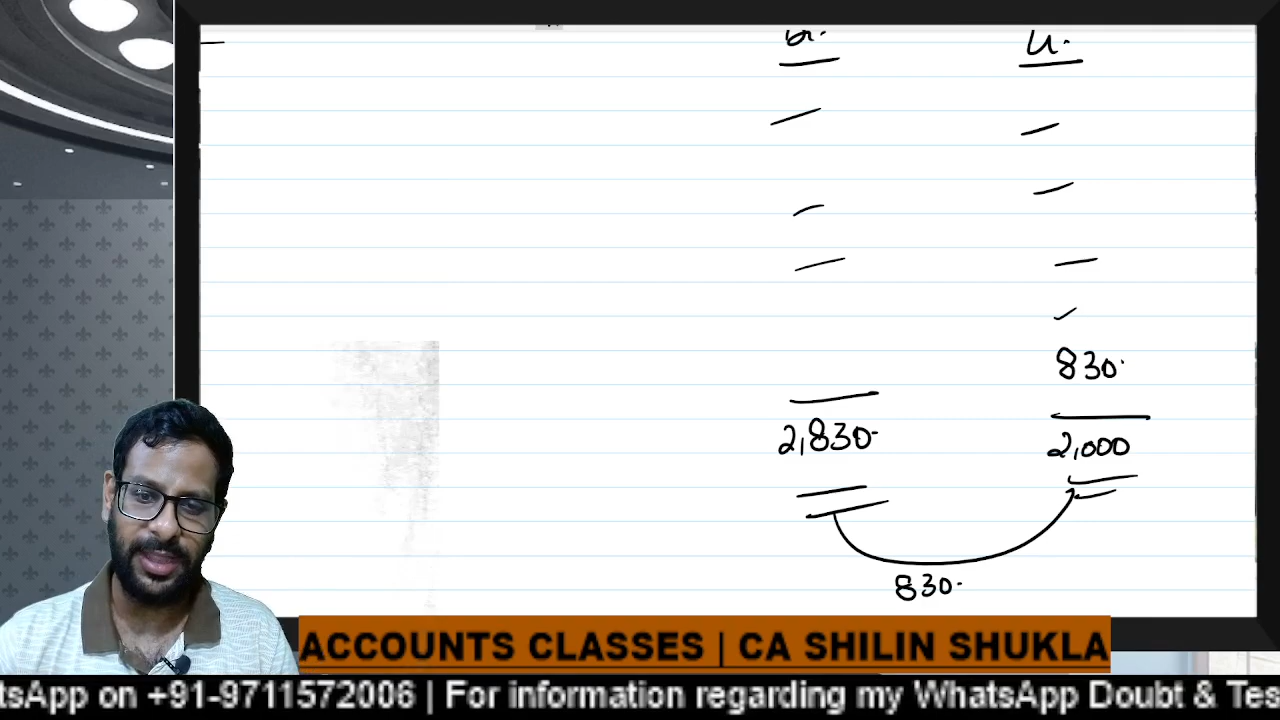 830.
2,830-
2,000
830.
ACCOUNTS CLASSES | CA SHILIN SHUKLA
tsApp on +91-9711572006 | For information regarding my WhatsApp Doubt & Tes